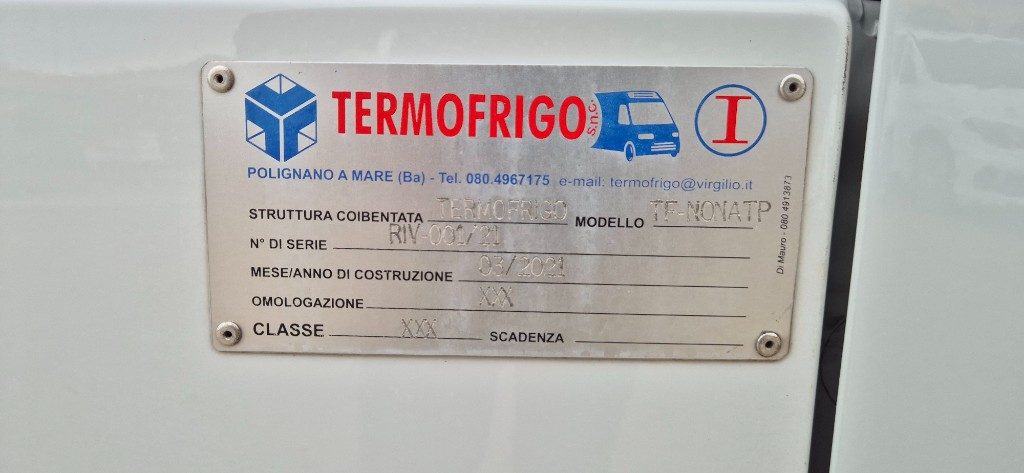 TERMOFRIGO s.n.c. I
POLIGNANO A MARE (Ba) - Tel. 080.4967175 e-mail: termofrigo@virgilio.it
STRUTTURA COIBENTATA TERMOFRIGO MODELLO TF-NONATP
N° DI SERIE RIV-001/21
MESE/ANNO DI COSTRUZIONE 03/2021
OMOLOGAZIONE XXX
CLASSE XXX SCADENZA
Di Mauro - 080 4913873